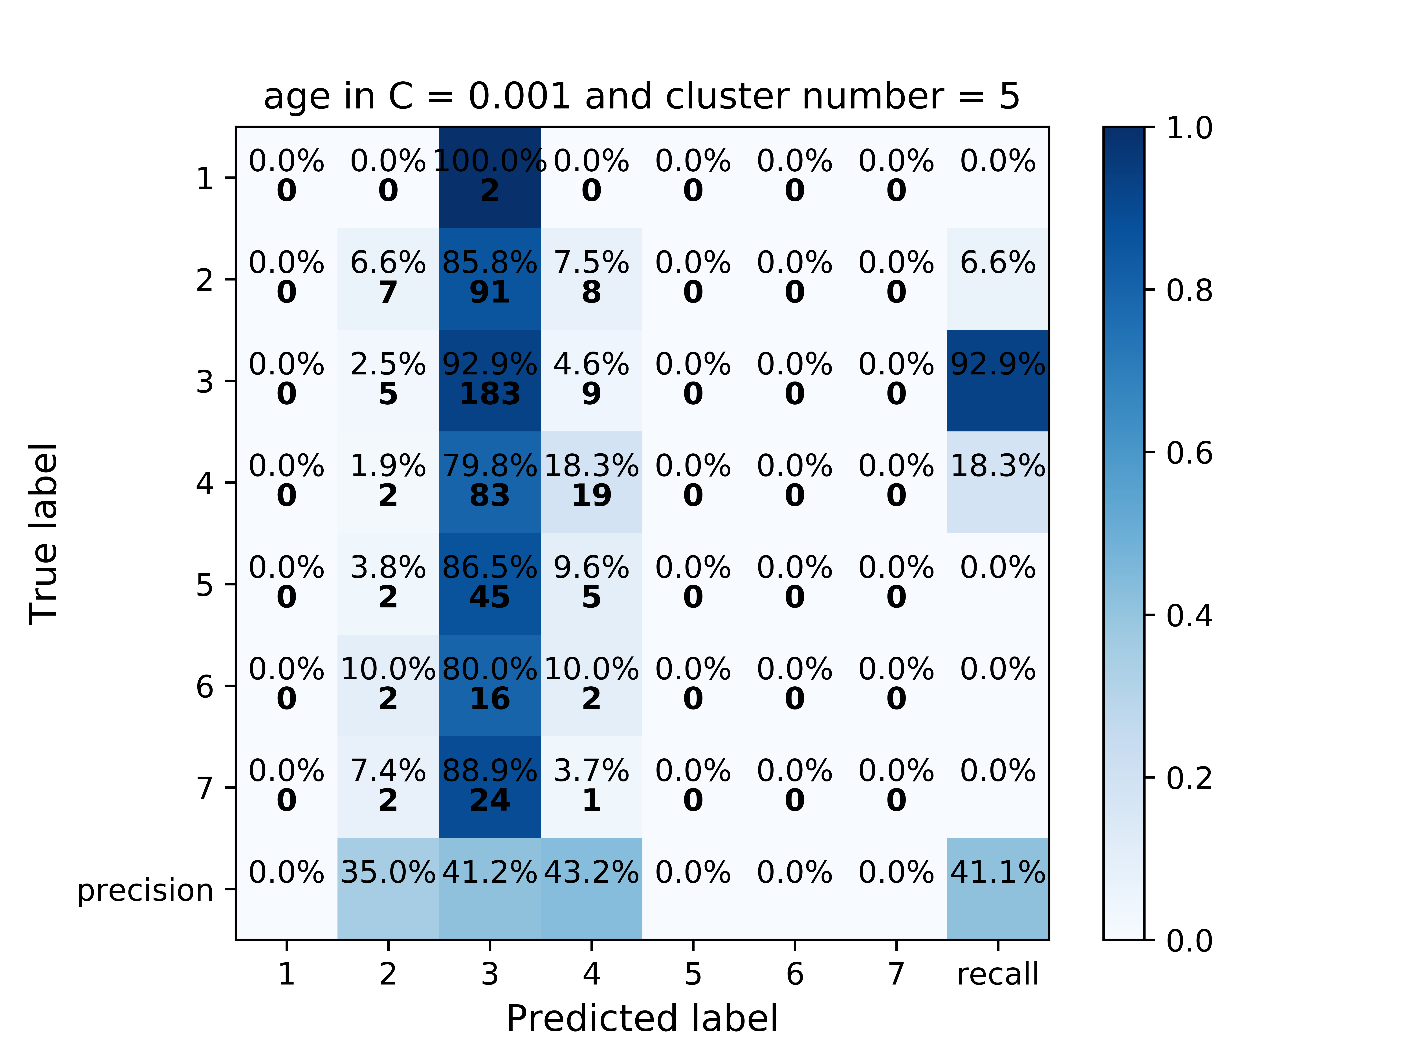 age in C = 0.001 and cluster number = 5
1.0
0.0% 0.0% 100.0% 0.0% 0.0% 0.0% 0.0% 0.0%
1 0 0 2 0 0 0 0
0.0% 6.6% 85.8% 7.5% 0.0% 0.0% 0.0% 6.6%
2 0 7 91 8 0 0 0
0.8
0.0% 2.5% 92.9% 4.6% 0.0% 0.0% 0.0% 92.9%
3 0 5 183 9 0 0 0
0.6
0.0% 1.9% 79.8% 18.3% 0.0% 0.0% 0.0% 18.3%
4 0 2 83 19 0 0 0
True label
0.0% 3.8% 86.5% 9.6% 0.0% 0.0% 0.0% 0.0%
5 0 2 45 5 0 0 0
0.4
0.0% 10.0% 80.0% 10.0% 0.0% 0.0% 0.0% 0.0%
6 0 2 16 2 0 0 0
0.2
0.0% 7.4% 88.9% 3.7% 0.0% 0.0% 0.0% 0.0%
7 0 2 24 1 0 0 0
precision 0.0% 35.0% 41.2% 43.2% 0.0% 0.0% 0.0% 41.1%
0.0
1 2 3 4 5 6 7 recall
Predicted label